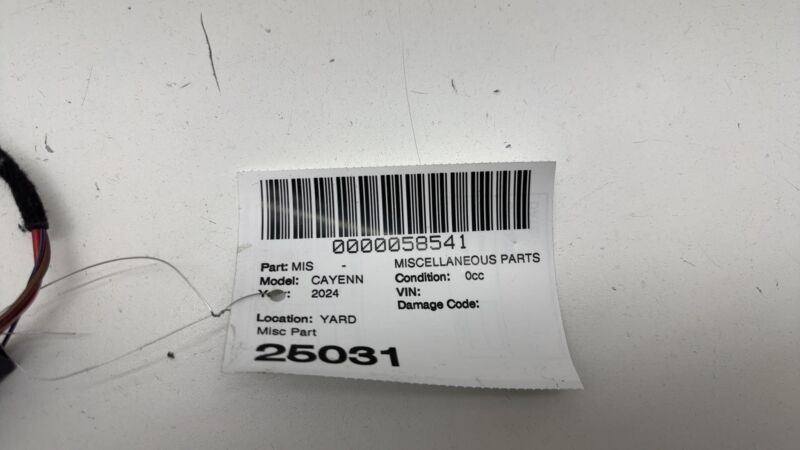 0000058541
Part: MIS - MISCELLANEOUS PARTS
Model: CAYENN Condition: 0cc
2024 VIN:
Damage Code:
Location: YARD
Misc Part
25031